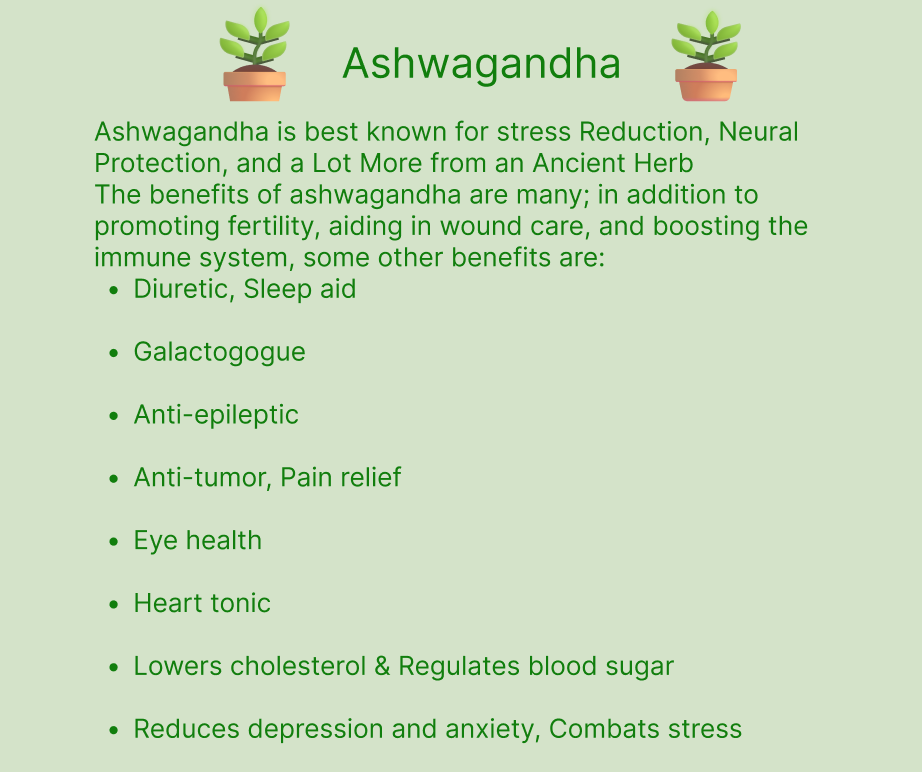 Ashwagandha
Ashwagandha is best known for stress Reduction, Neural
Protection, and a Lot More from an Ancient Herb
The benefits of ashwagandha are many; in addition to
promoting fertility, aiding in wound care, and boosting the
immune system, some other benefits are:
• Diuretic, Sleep aid
• Galactogogue
• Anti-epileptic
• Anti-tumor, Pain relief
• Eye health
• Heart tonic
• Lowers cholesterol & Regulates blood sugar
• Reduces depression and anxiety, Combats stress